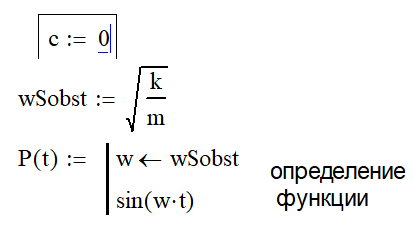 c := 0
wSobst := √(k/m)
P(t) := | w ← wSobst
sin(w·t)
определение
функции